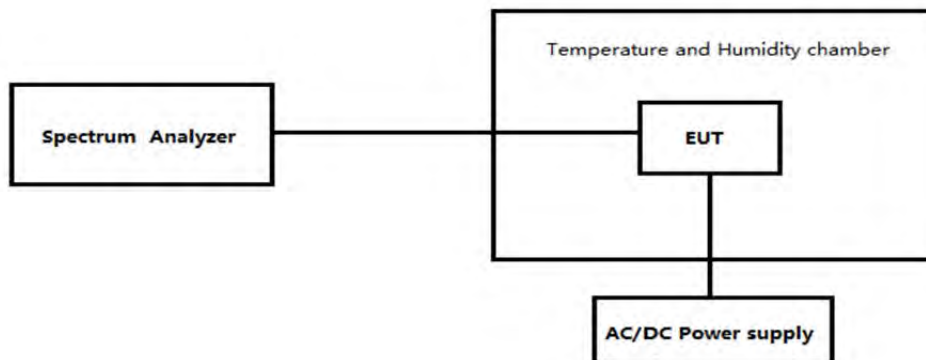 Temperature and Humidity chamber
Spectrum Analyzer
EUT
AC/DC Power supply